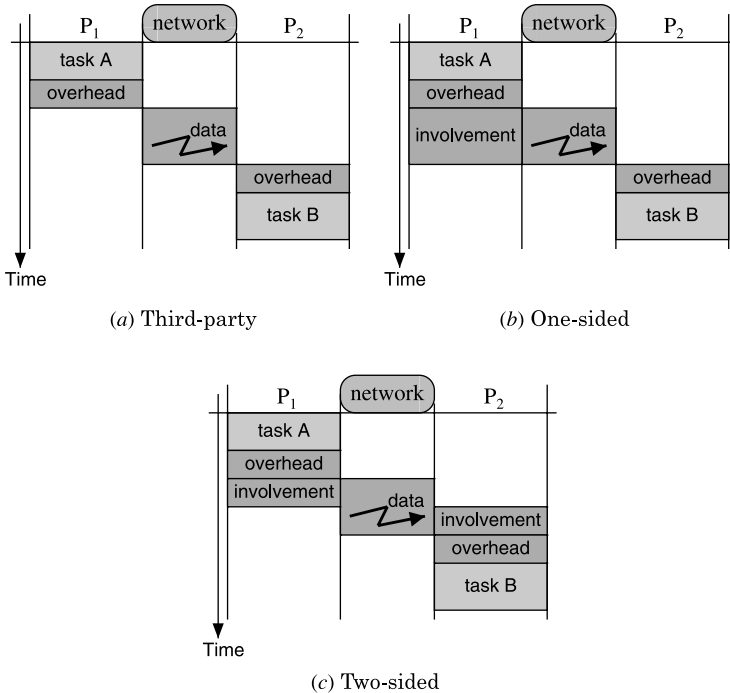 P1 network P2
task A
overhead
data
overhead
task B
Time
(a) Third-party
P1 network P2
task A
overhead
involvement data
overhead
task B
Time
(b) One-sided
P1 network P2
task A
overhead
involvement data
involvement
overhead
task B
Time
(c) Two-sided